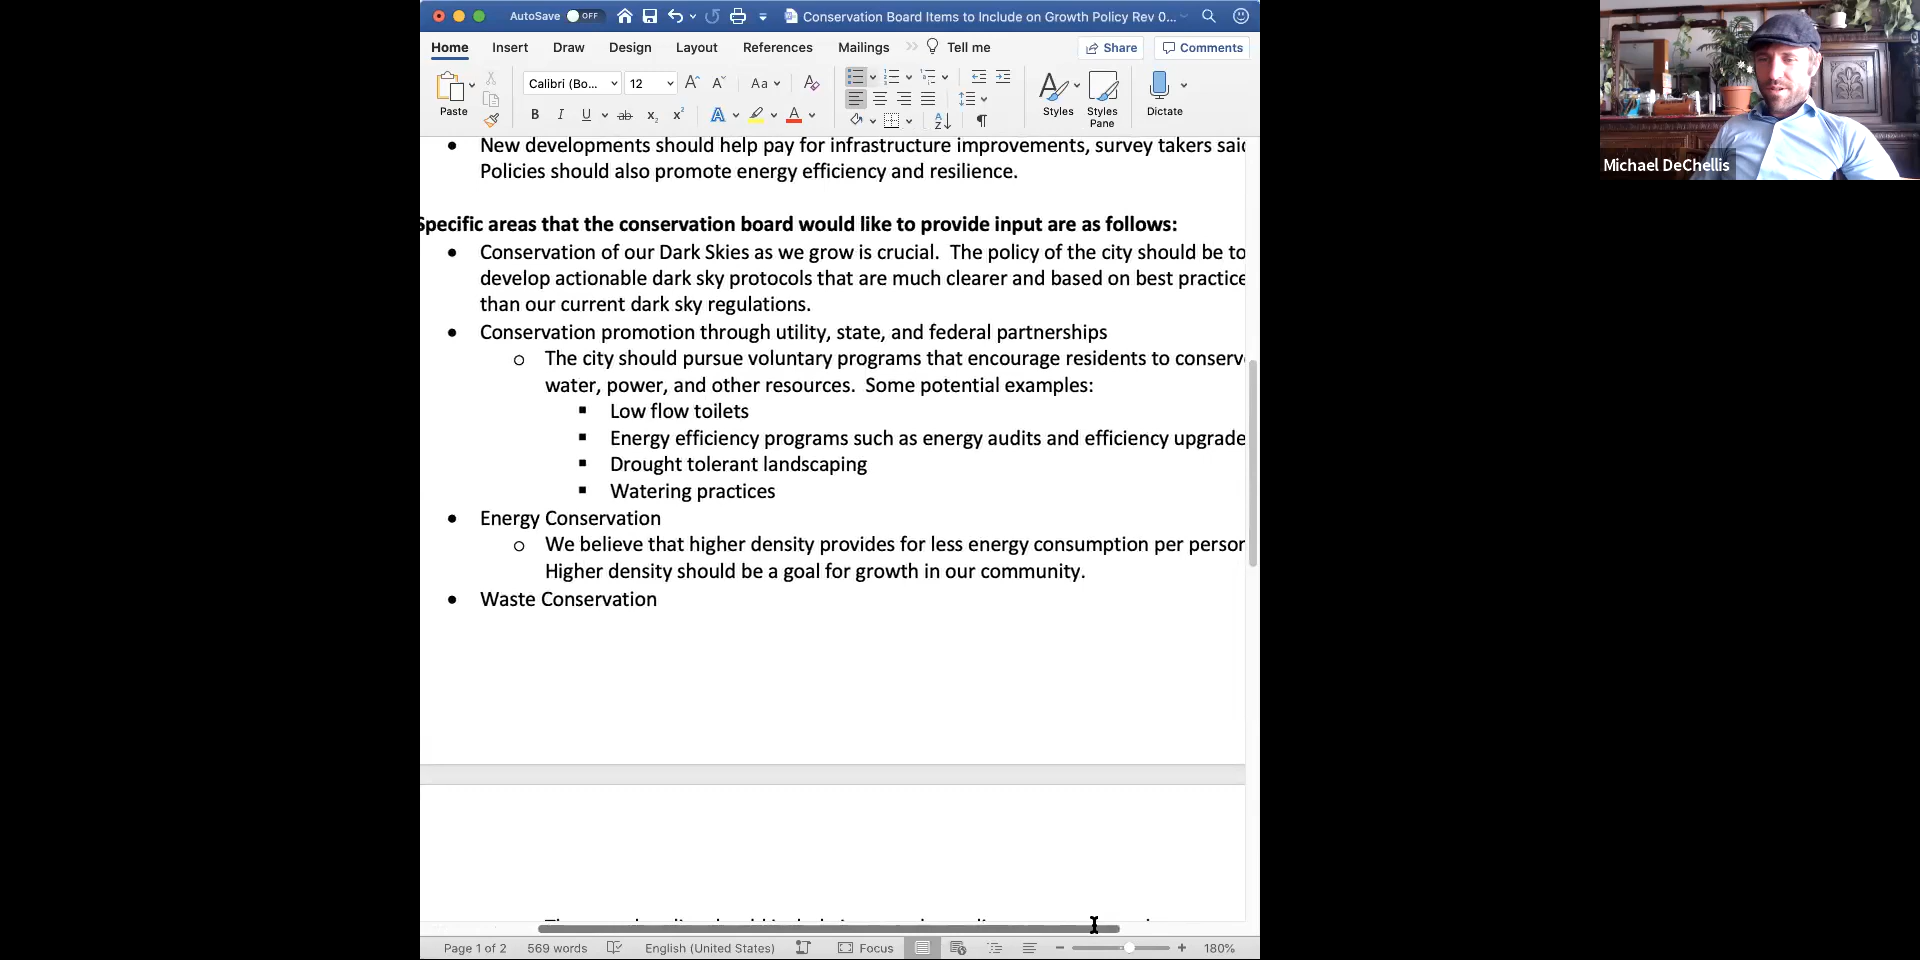 AutoSave OFF Conservation Board Items to Include on Growth Policy Rev 0...
Home Insert Draw Design Layout References Mailings Tell me Share Comments
Paste Calibri (Bo... 12 Aa Styles Styles Pane Dictate
New developments should help pay for infrastructure improvements, survey takers
Policies should also promote energy efficiency and resilience.
Specific areas that the conservation board would like to provide input are as follows:
Conservation of our Dark Skies as we grow is crucial. The policy of the city should be to
develop actionable dark sky protocols that are much clearer and based on best practice
than our current dark sky regulations.
Conservation promotion through utility, state, and federal partnerships
The city should pursue voluntary programs that encourage residents to conserv
water, power, and other resources. Some potential examples:
Low flow toilets
Energy efficiency programs such as energy audits and efficiency upgrade
Drought tolerant landscaping
Watering practices
Energy Conservation
We believe that higher density provides for less energy consumption per person
Higher density should be a goal for growth in our community.
Waste Conservation
Page 1 of 2 569 words English (United States) Focus 180%
Michael DeChellis